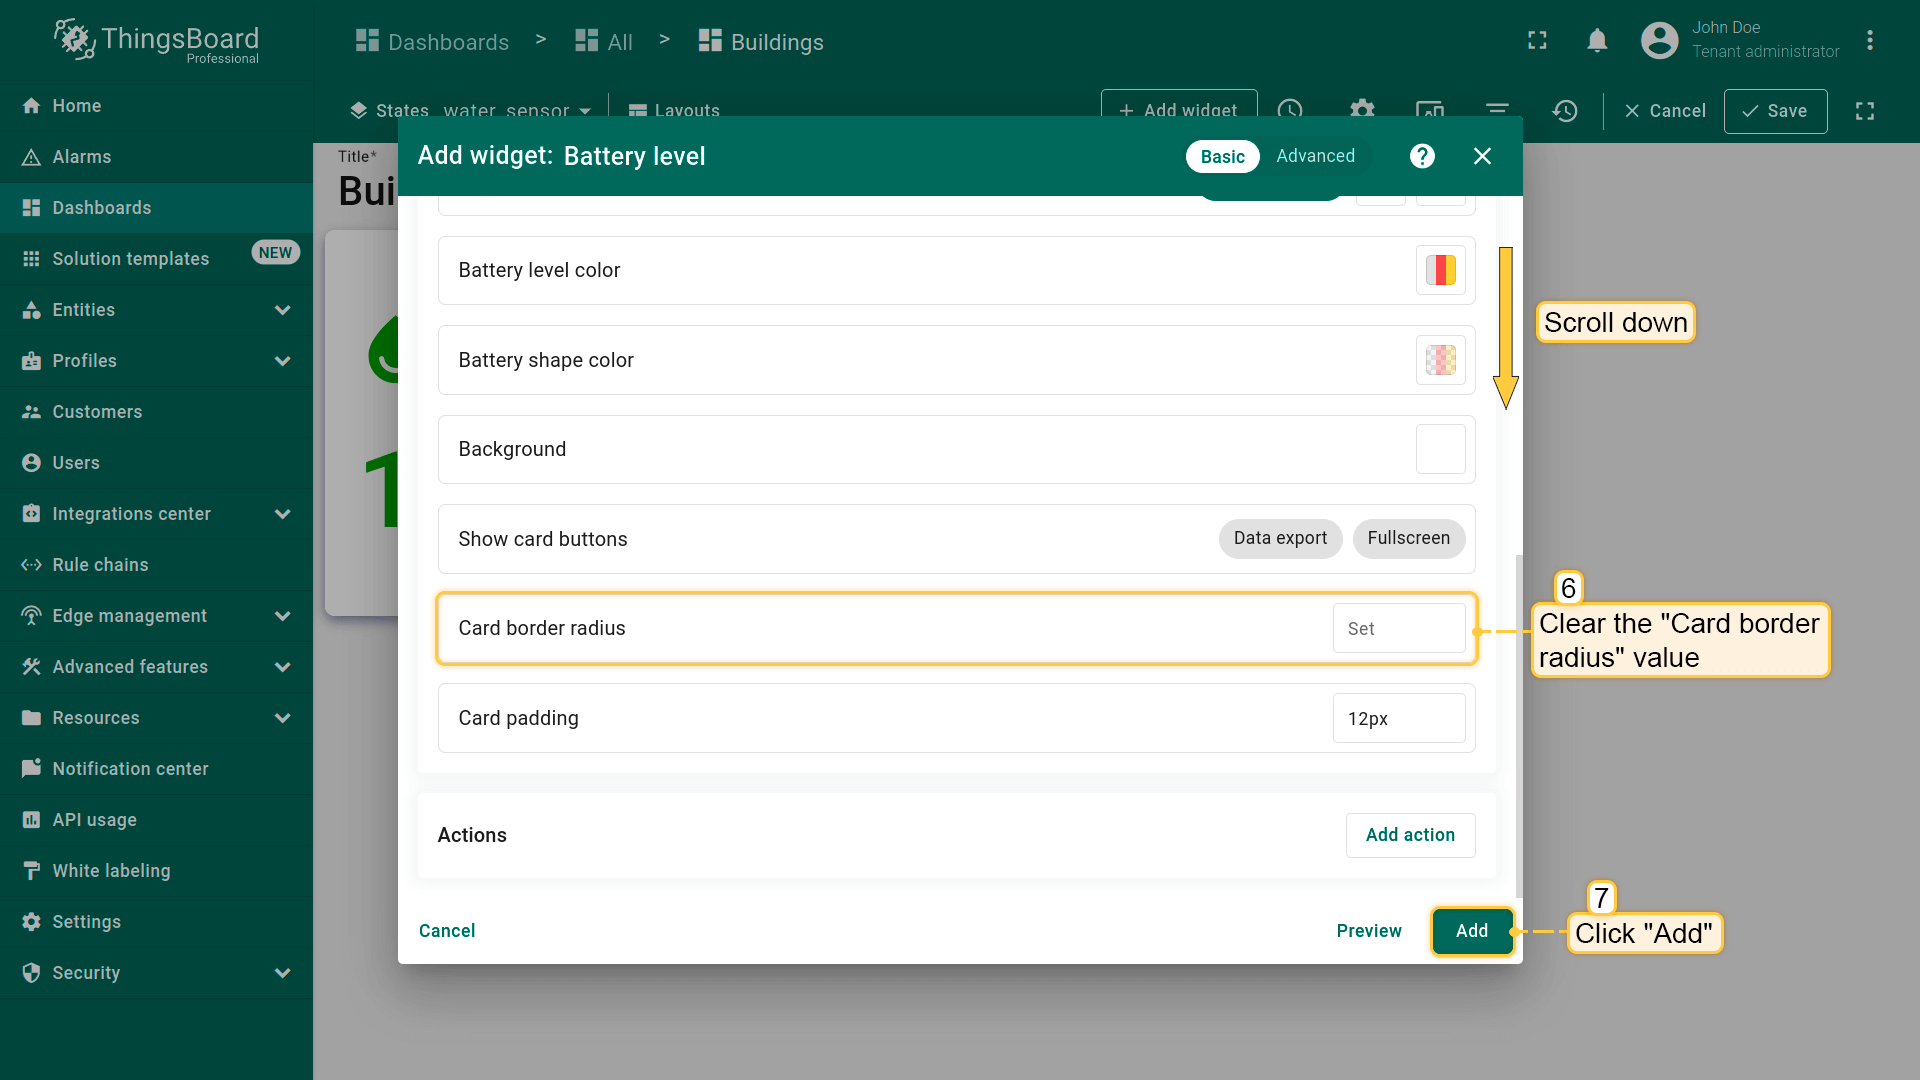 ThingsBoard
Professional
Dashboards > All > Buildings
John Doe
Tenant administrator
States water_sensor Layouts
Add widget
Cancel
Save
Home
Alarms
Dashboards
Solution templates NEW
Entities
Profiles
Customers
Users
Integrations center
Rule chains
Edge management
Advanced features
Resources
Notification center
API usage
White labeling
Settings
Security
Title*
Bui
1
Add widget: Battery level
Basic Advanced
Battery level color
Battery shape color
Background
Show card buttons Data export Fullscreen
Card border radius Set
Card padding 12px
Actions Add action
Cancel Preview Add
Scroll down
6
Clear the "Card border
radius" value
7
Click "Add"